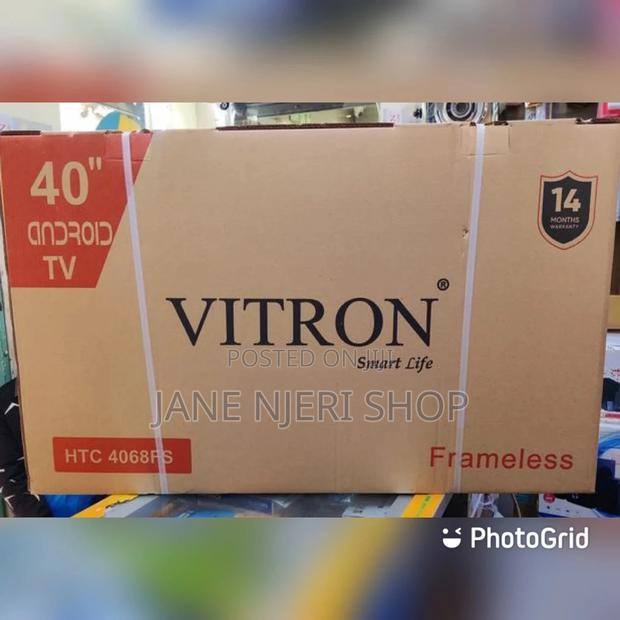 40"
ANDROID
TV
14
MONTHS
WARRANTY
VITRON®
POSTED ON
Smart Life
JANE NJERI SHOP
HTC 4068FS
Frameless
PhotoGrid